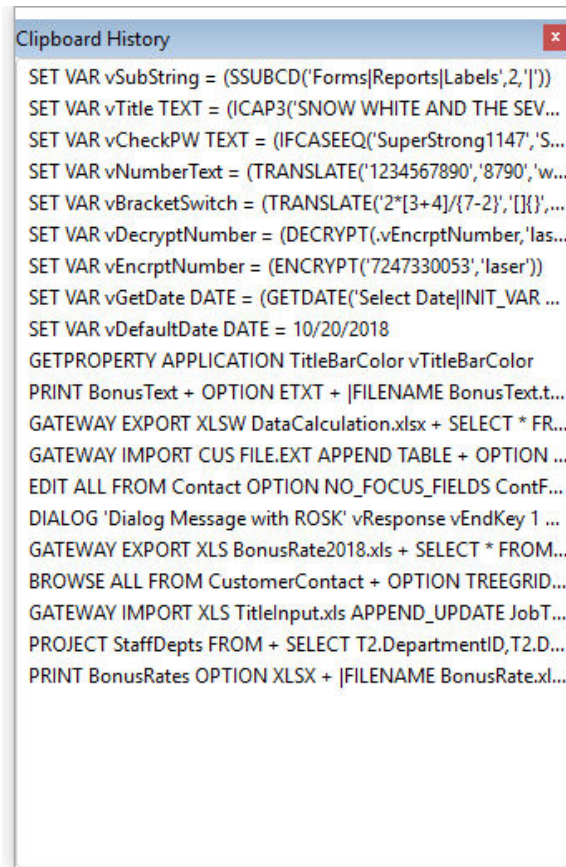 Clipboard History
SET VAR vSubString = (SSUBCD('Forms|Reports|Labels',2,'|'))
SET VAR vTitle TEXT = (ICAP3('SNOW WHITE AND THE SEV...
SET VAR vCheckPW TEXT = (IFCASEEQ('SuperStrong1147','S...
SET VAR vNumberText = (TRANSLATE('1234567890','8790','w...
SET VAR vBracketSwitch = (TRANSLATE('2*[3+4]/{7-2}','[]{}',...
SET VAR vDecryptNumber = (DECRYPT(.vEncrptNumber,'las...
SET VAR vEncrptNumber = (ENCRYPT('7247330053','laser'))
SET VAR vGetDate DATE = (GETDATE('Select Date|INIT_VAR ...
SET VAR vDefaultDate DATE = 10/20/2018
GETPROPERTY APPLICATION TitleBarColor vTitleBarColor
PRINT BonusText + OPTION ETXT + |FILENAME BonusText.t...
GATEWAY EXPORT XLSW DataCalculation.xlsx + SELECT * FR...
GATEWAY IMPORT CUS FILE.EXT APPEND TABLE + OPTION ...
EDIT ALL FROM Contact OPTION NO_FOCUS_FIELDS ContF...
DIALOG 'Dialog Message with ROSK' vResponse vEndKey 1 ...
GATEWAY EXPORT XLS BonusRate2018.xls + SELECT * FROM...
BROWSE ALL FROM CustomerContact + OPTION TREEGRID...
GATEWAY IMPORT XLS TitleInput.xls APPEND_UPDATE JobT...
PROJECT StaffDepts FROM + SELECT T2.DepartmentID,T2.D...
PRINT BonusRates OPTION XLSX + |FILENAME BonusRate.xl...